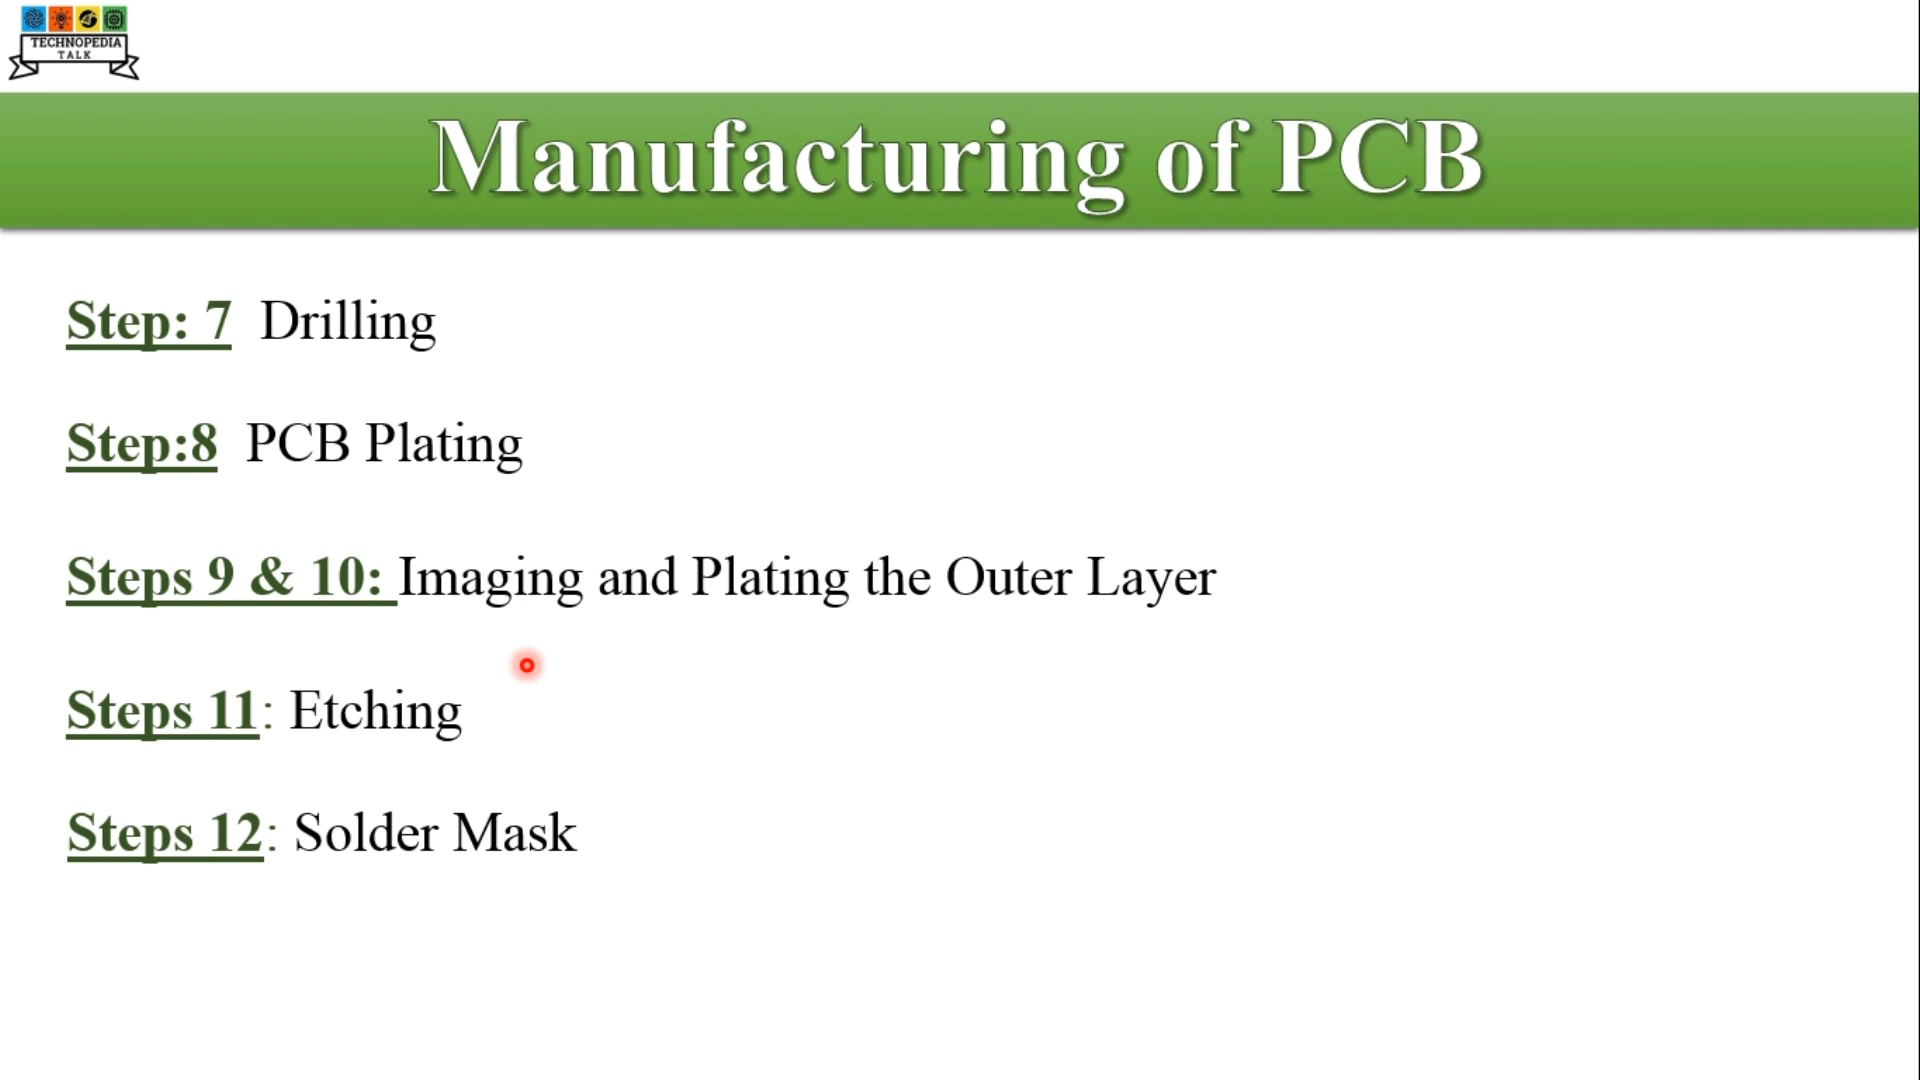 TECHNOPEDIA
TALK
Manufacturing of PCB
Step: 7 Drilling
Step:8 PCB Plating
Steps 9 & 10: Imaging and Plating the Outer Layer
Steps 11: Etching
Steps 12: Solder Mask